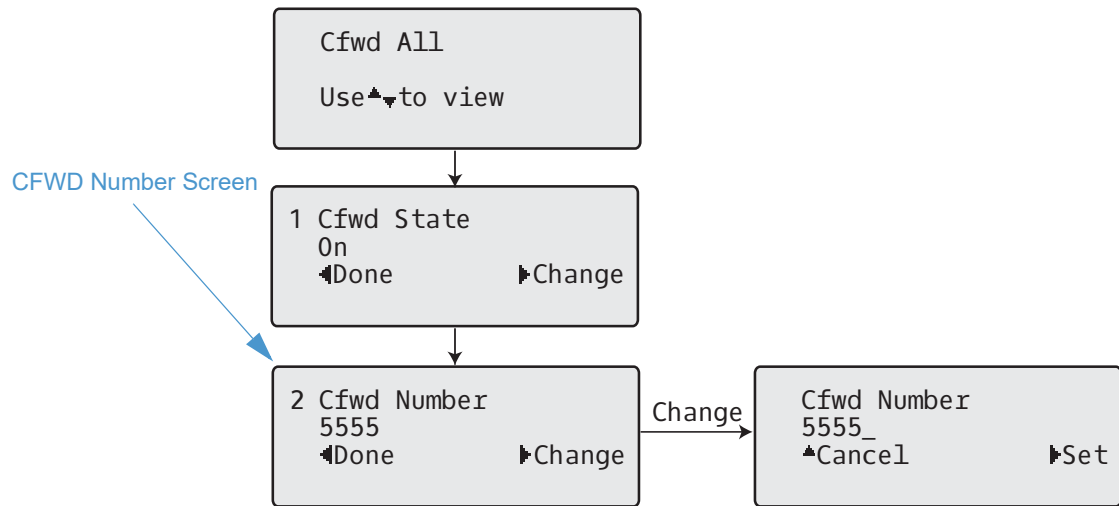 Cfwd All
Use▲▼to view
CFWD Number Screen
1 Cfwd State
On
◀Done ▶Change
2 Cfwd Number
5555
◀Done ▶Change
Change
Cfwd Number
5555_
▲Cancel ▶Set